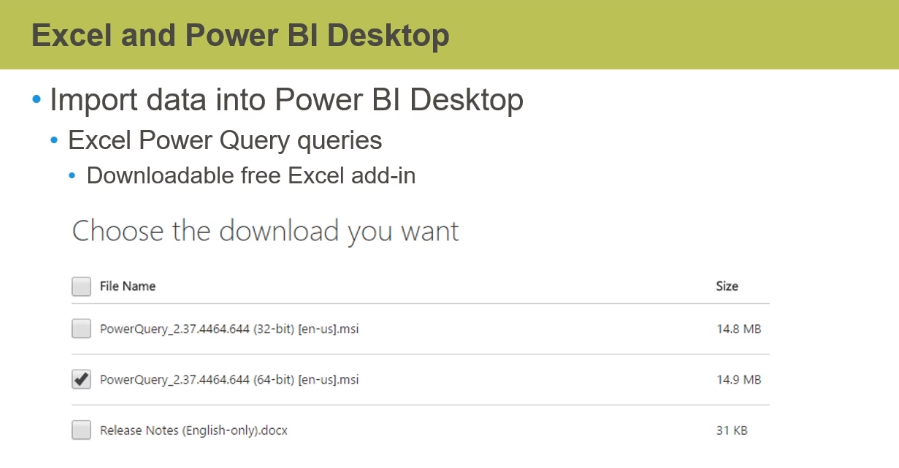 Excel and Power BI Desktop
• Import data into Power BI Desktop
• Excel Power Query queries
• Downloadable free Excel add-in
Choose the download you want
File Name Size
PowerQuery_2.37.4464.644 (32-bit) [en-us].msi 14.8 MB
PowerQuery_2.37.4464.644 (64-bit) [en-us].msi 14.9 MB
Release Notes (English-only).docx 31 KB